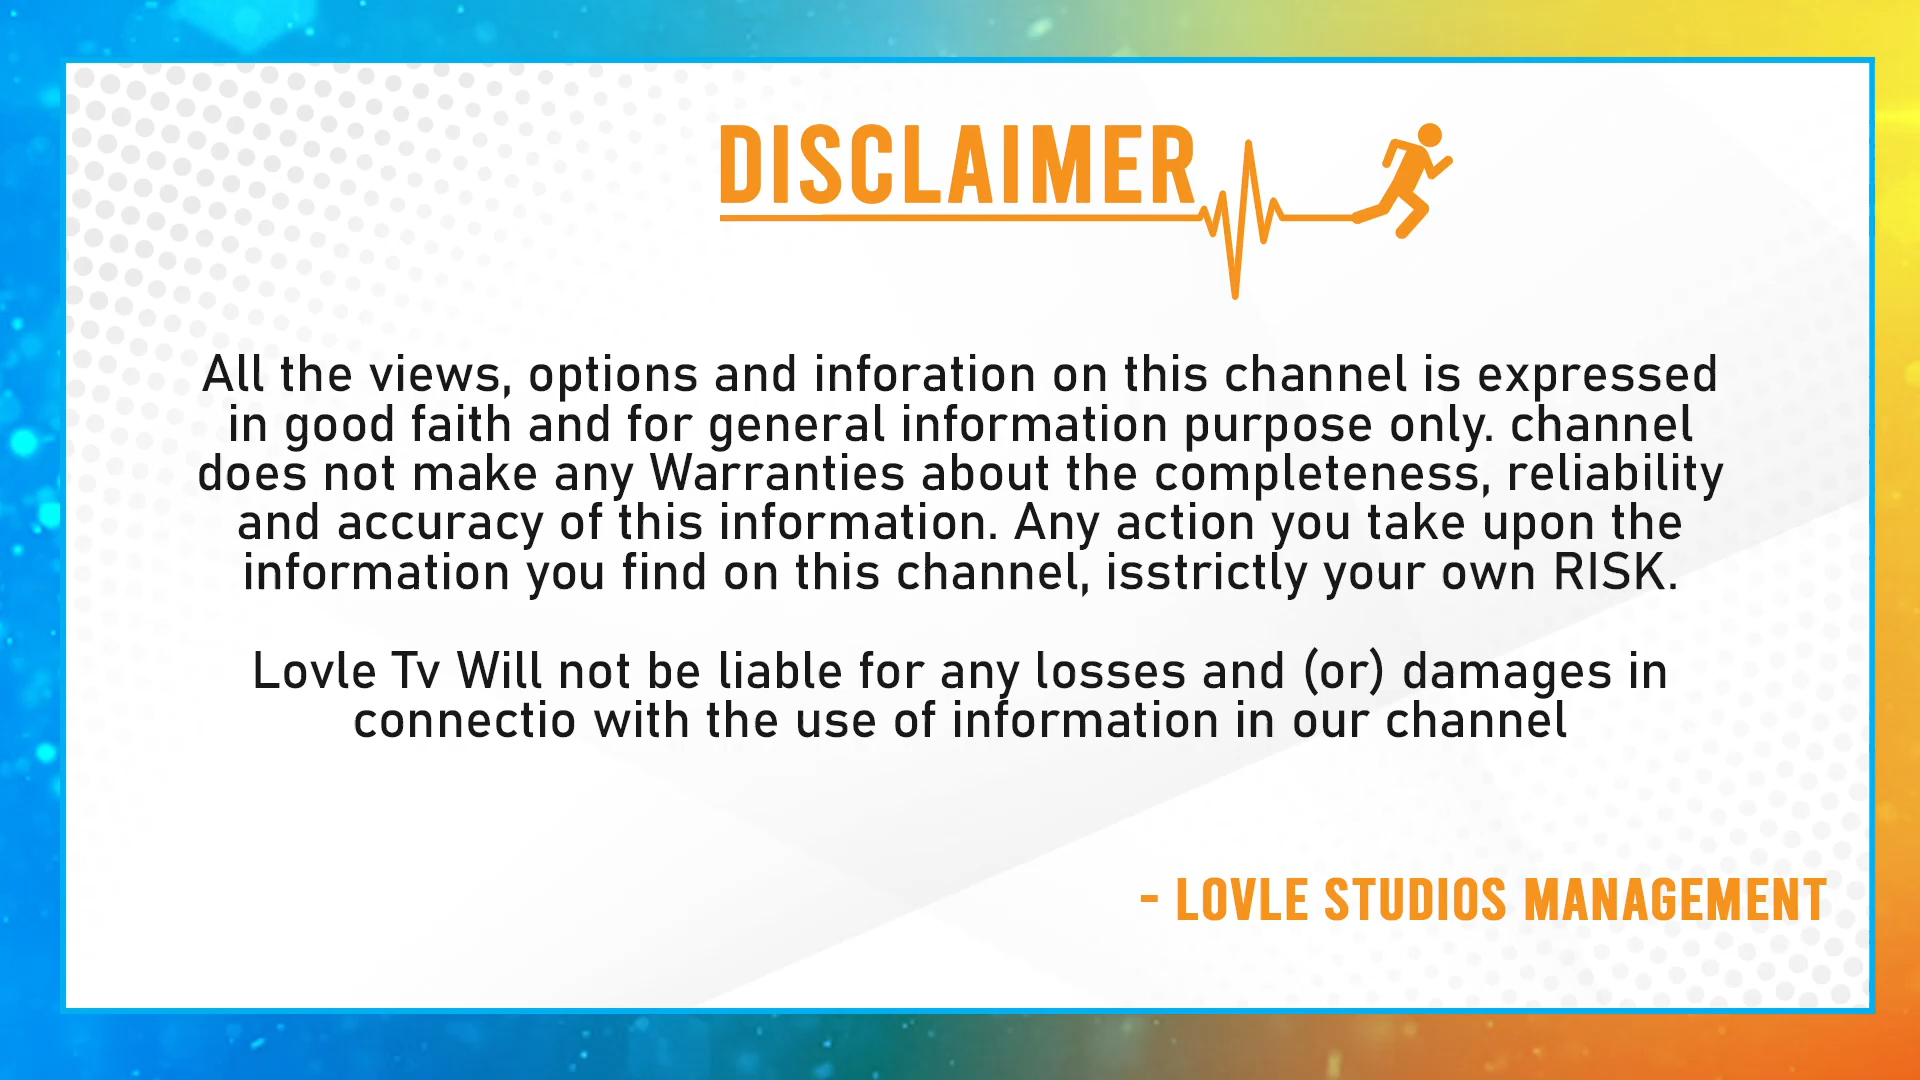 DISCLAIMER
All the views, options and inforation on this channel is expressed
in good faith and for general information purpose only. channel
does not make any Warranties about the completeness, reliability
and accuracy of this information. Any action you take upon the
information you find on this channel, isstrictly your own RISK.
Lovle Tv Will not be liable for any losses and (or) damages in
connectio with the use of information in our channel
- LOVLE STUDIOS MANAGEMENT